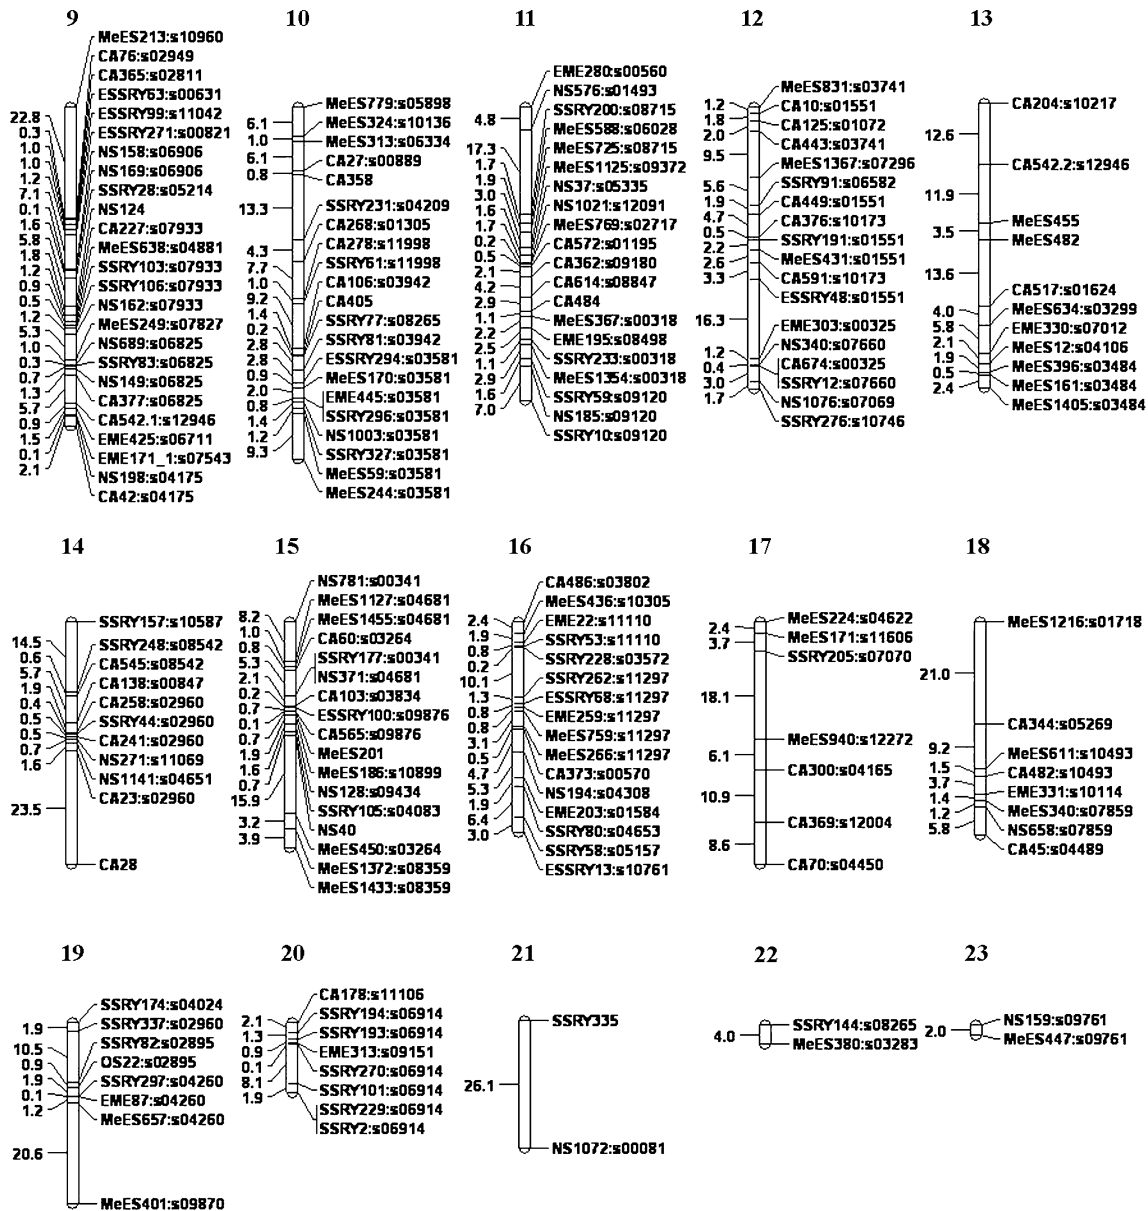 9
22.8
0.3
1.0
1.0
1.2
7.1
0.1
1.6
5.8
1.8
1.2
0.9
0.5
1.2
5.3
1.0
0.3
0.7
1.3
5.7
0.9
1.5
0.1
2.1
MeES213:s10960
CA76:s02949
CA365:s02811
ESSRY63:s00631
ESSRY99:s11042
ESSRY271:s00821
NS158:s06906
NS169:s06906
SSRY28:s05214
NS124
CA227:s07933
MeES638:s04881
SSRY103:s07933
SSRY106:s07933
NS162:s07933
MeES249:s07827
NS689:s06825
SSRY83:s06825
NS149:s06825
CA377:s06825
CA542.1:s12946
EME425:s06711
EME171_1:s07543
NS198:s04175
CA42:s04175
10
6.1
1.0
6.1
0.8
13.3
4.3
7.7
1.0
9.2
1.4
0.2
2.8
2.8
1.0
2.0
0.8
1.4
1.2
9.3
MeES779:s05898
MeES324:s10136
MeES313:s06334
CA27:s00889
CA358
SSRY231:s04209
CA268:s01305
CA278:s11998
SSRY61:s11998
CA106:s03942
CA405
SSRY77:s08265
SSRY81:s03942
ESSRY294:s03581
MeES170:s03581
EME445:s03581
SSRY296:s03581
NS1003:s03581
SSRY327:s03581
MeES59:s03581
MeES244:s03581
11
4.8
17.3
1.7
1.9
3.0
1.6
1.7
0.2
0.5
2.1
4.2
2.9
1.1
2.2
2.5
1.1
2.9
1.6
7.0
EME280:s00560
NS576:s01493
SSRY200:s08715
MeES588:s06028
MeES725:s08715
MeES1125:s09372
NS37:s05335
NS1021:s12091
MeES769:s02717
CA572:s01195
CA362:s09180
CA614:s08847
CA484
MeES367:s00318
EME195:s08498
SSRY233:s00318
MeES1354:s00318
SSRY59:s09120
NS185:s09120
SSRY10:s09120
12
1.2
1.8
2.0
9.5
5.6
1.9
4.7
0.5
2.2
2.6
3.3
16.3
1.2
0.4
3.0
1.7
MeES831:s03741
CA10:s01551
CA125:s01072
CA443:s03741
MeES1367:s07296
SSRY91:s06582
CA449:s01551
CA376:s10173
SSRY191:s01551
MeES431:s01551
CA591:s10173
ESSRY48:s01551
EME303:s00325
NS340:s07660
CA674:s00325
SSRY12:s07660
NS1076:s07069
SSRY276:s10746
13
12.6
11.9
3.5
13.6
4.0
5.8
2.1
1.9
0.5
2.4
CA204:s10217
CA542.2:s12946
MeES455
MeES482
CA517:s01624
MeES634:s03299
EME330:s07012
MeES12:s04106
MeES396:s03484
MeES161:s03484
MeES1405:s03484
14
14.5
0.6
5.7
1.9
0.4
0.5
0.5
0.7
1.6
23.5
SSRY157:s10587
SSRY248:s08542
CA545:s08542
CA138:s00847
CA258:s02960
SSRY44:s02960
CA241:s02960
NS271:s11069
NS1141:s04651
CA23:s02960
CA28
15
8.2
1.0
0.8
5.3
2.1
0.2
0.7
0.1
0.7
1.9
1.6
0.7
15.9
3.2
3.9
NS781:s00341
MeES1127:s04681
MeES1455:s04681
CA60:s03264
SSRY177:s00341
NS371:s04681
CA103:s03834
ESSRY100:s09876
CA565:s09876
MeES201
MeES186:s10899
NS128:s09434
SSRY105:s04083
NS40
MeES450:s03264
MeES1372:s08359
MeES1433:s08359
16
2.4
1.9
0.8
0.2
10.1
1.3
0.8
0.8
3.1
0.5
4.7
5.3
1.9
6.4
3.0
CA486:s03802
MeES436:s10305
EME22:s11110
SSRY53:s11110
SSRY228:s03572
SSRY262:s11297
ESSRY68:s11297
EME259:s11297
MeES759:s11297
MeES266:s11297
CA373:s00570
NS194:s04308
EME203:s01584
SSRY80:s04653
SSRY58:s05157
ESSRY13:s10761
17
2.4
3.7
18.1
6.1
10.9
8.6
MeES224:s04622
MeES171:s11606
SSRY205:s07070
MeES940:s12272
CA300:s04165
CA369:s12004
CA70:s04450
18
21.0
9.2
1.5
3.7
1.4
1.2
5.8
MeES1216:s01718
CA344:s05269
MeES611:s10493
CA482:s10493
EME331:s10114
MeES340:s07859
NS658:s07859
CA45:s04489
19
1.9
10.5
0.9
1.9
0.1
1.2
20.6
SSRY174:s04024
SSRY337:s02960
SSRY82:s02895
OS22:s02895
SSRY297:s04260
EME87:s04260
MeES657:s04260
MeES401:s09870
20
2.1
1.3
0.9
0.1
8.1
1.9
CA178:s11106
SSRY194:s06914
SSRY193:s06914
EME313:s09151
SSRY270:s06914
SSRY101:s06914
SSRY229:s06914
SSRY2:s06914
21
26.1
SSRY335
NS1072:s00081
22
4.0
SSRY144:s08265
MeES380:s03283
23
2.0
NS159:s09761
MeES447:s09761